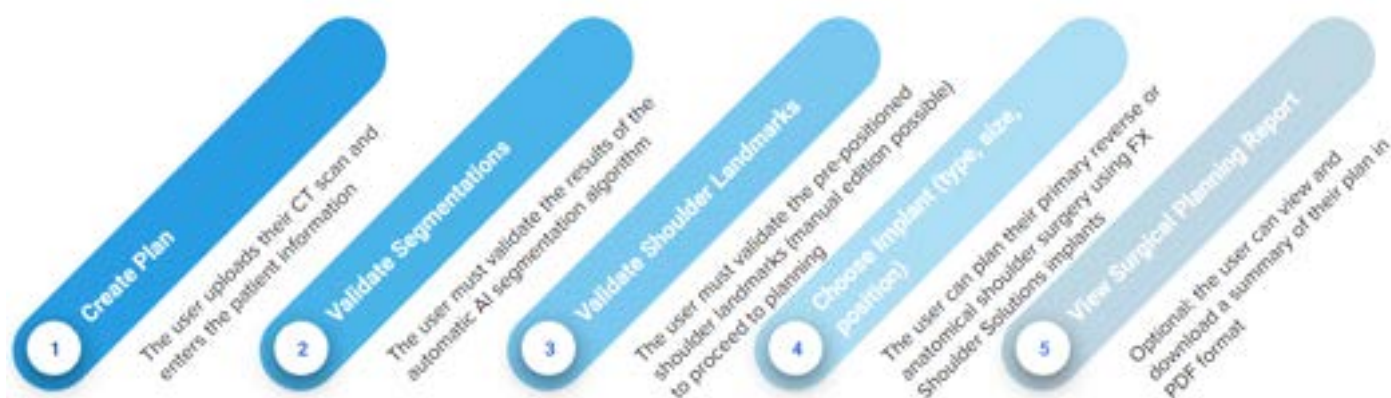 1
Create Plan
The user uploads their CT scan and
enters the patient information
2
Validate Segmentations
The user must validate the results of the
automatic AI segmentation algorithm
3
Validate Shoulder Landmarks
The user must validate the pre-positioned
shoulder landmarks (manual edition possible)
to proceed to planning
4
Choose Implant (type, size,
position)
The user can plan their primary reverse or
anatomical shoulder surgery using FX
Shoulder Solutions implants
5
View Surgical Planning Report
Optional: the user can view and
download a summary of their plan in
PDF format